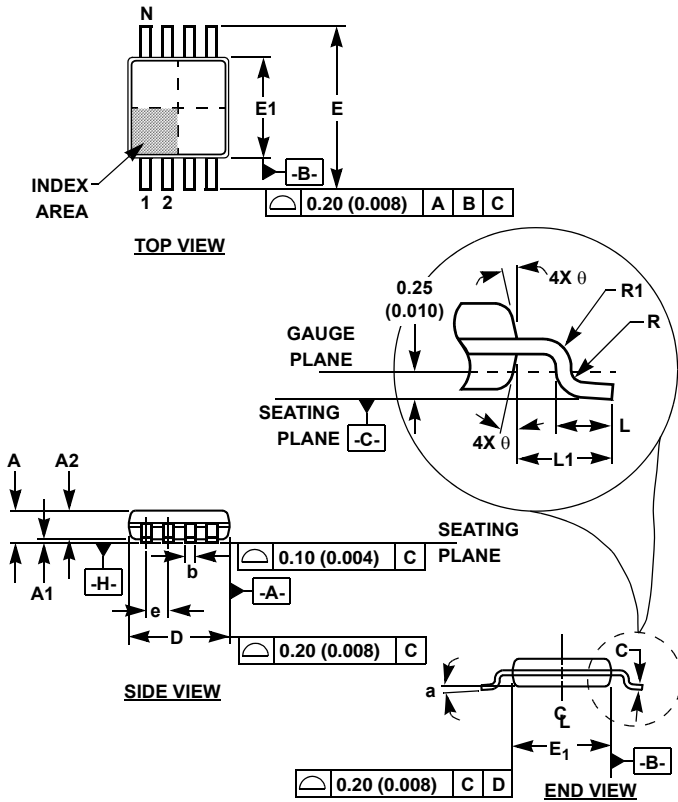 N
E1
E
-B-
INDEX
AREA
1 2
0.20 (0.008) A B C
TOP VIEW
0.25
(0.010)
4X θ
R1
R
GAUGE
PLANE
SEATING
PLANE
-C-
4X θ
L
L1
A A2
SEATING
PLANE
A1
-H-
b
0.10 (0.004) C
-A-
e
D
0.20 (0.008) C
SIDE VIEW
C
a
CL
E1
-B-
0.20 (0.008) C D
END VIEW